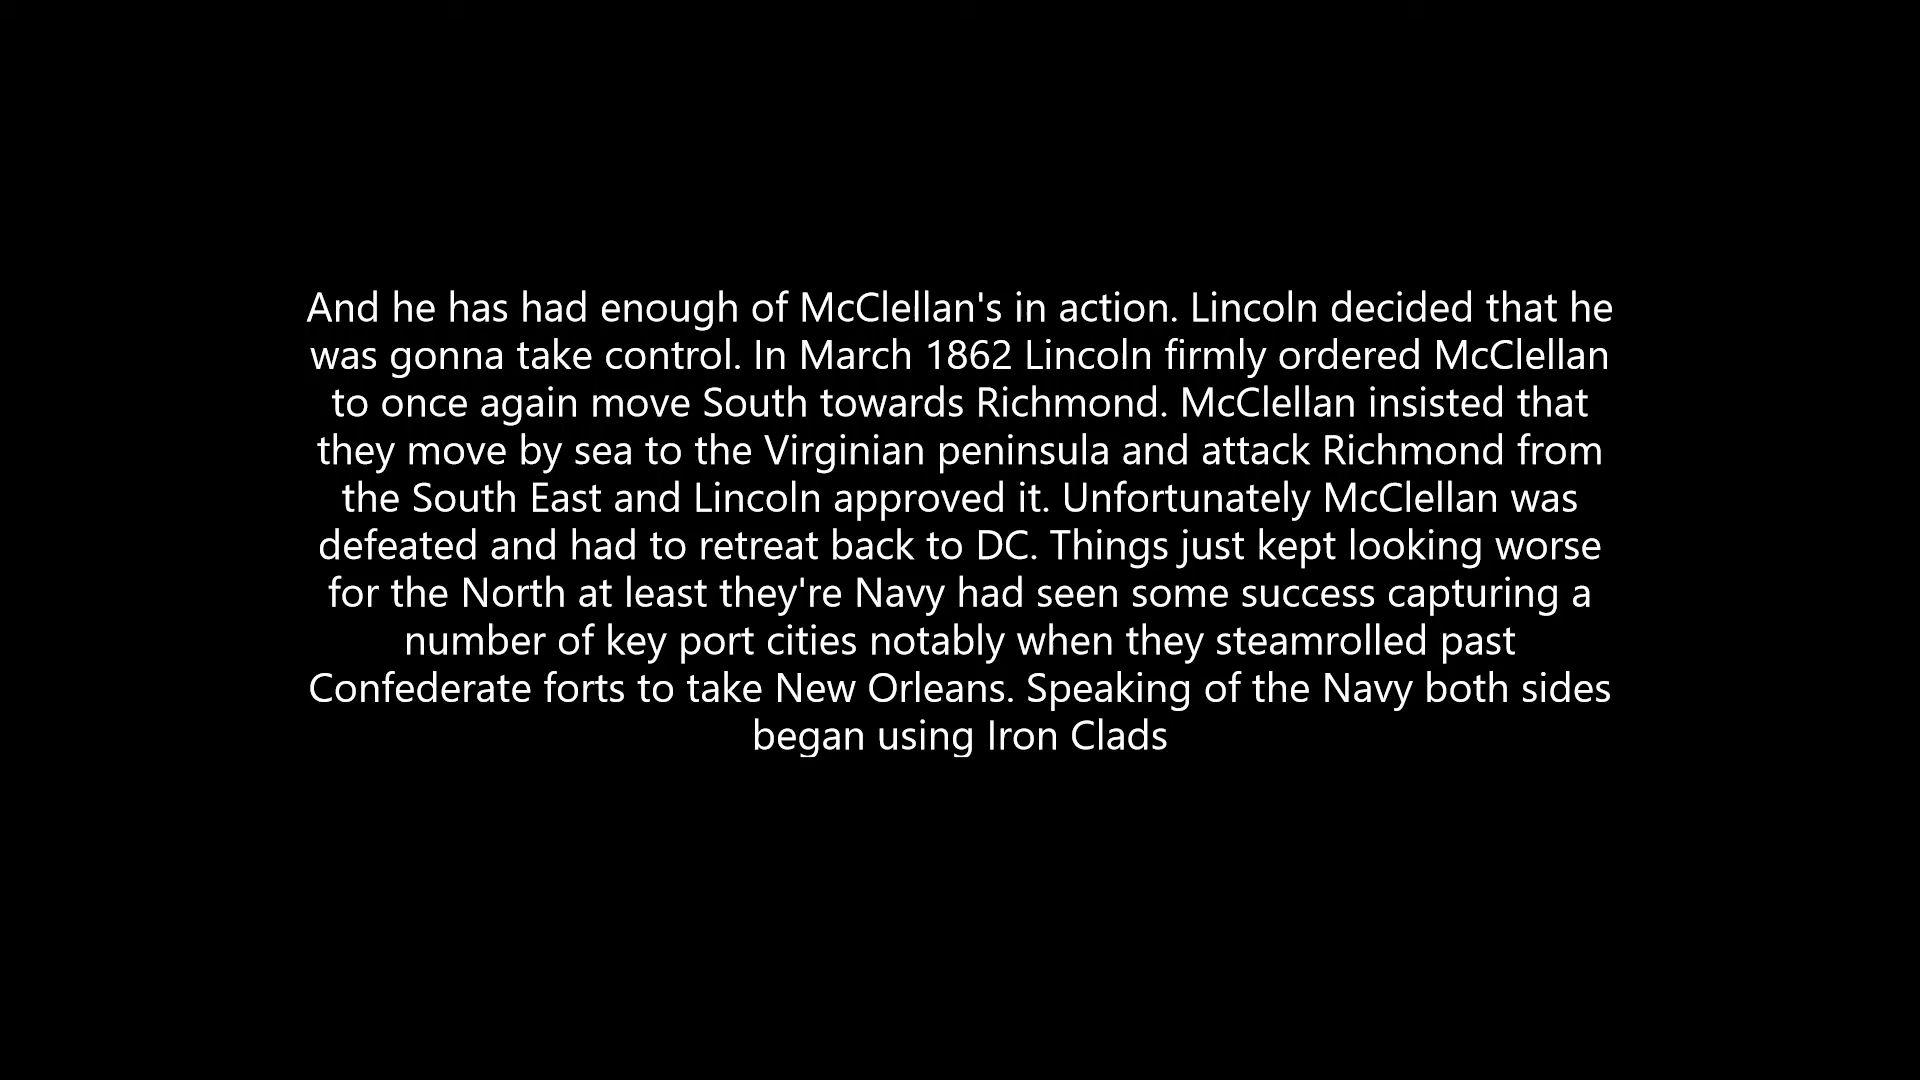 And he has had enough of McClellan's in action. Lincoln decided that he
was gonna take control. In March 1862 Lincoln firmly ordered McClellan
to once again move South towards Richmond. McClellan insisted that
they move by sea to the Virginian peninsula and attack Richmond from
the South East and Lincoln approved it. Unfortunately McClellan was
defeated and had to retreat back to DC. Things just kept looking worse
for the North at least they're Navy had seen some success capturing a
number of key port cities notably when they steamrolled past
Confederate forts to take New Orleans. Speaking of the Navy both sides
began using Iron Clads